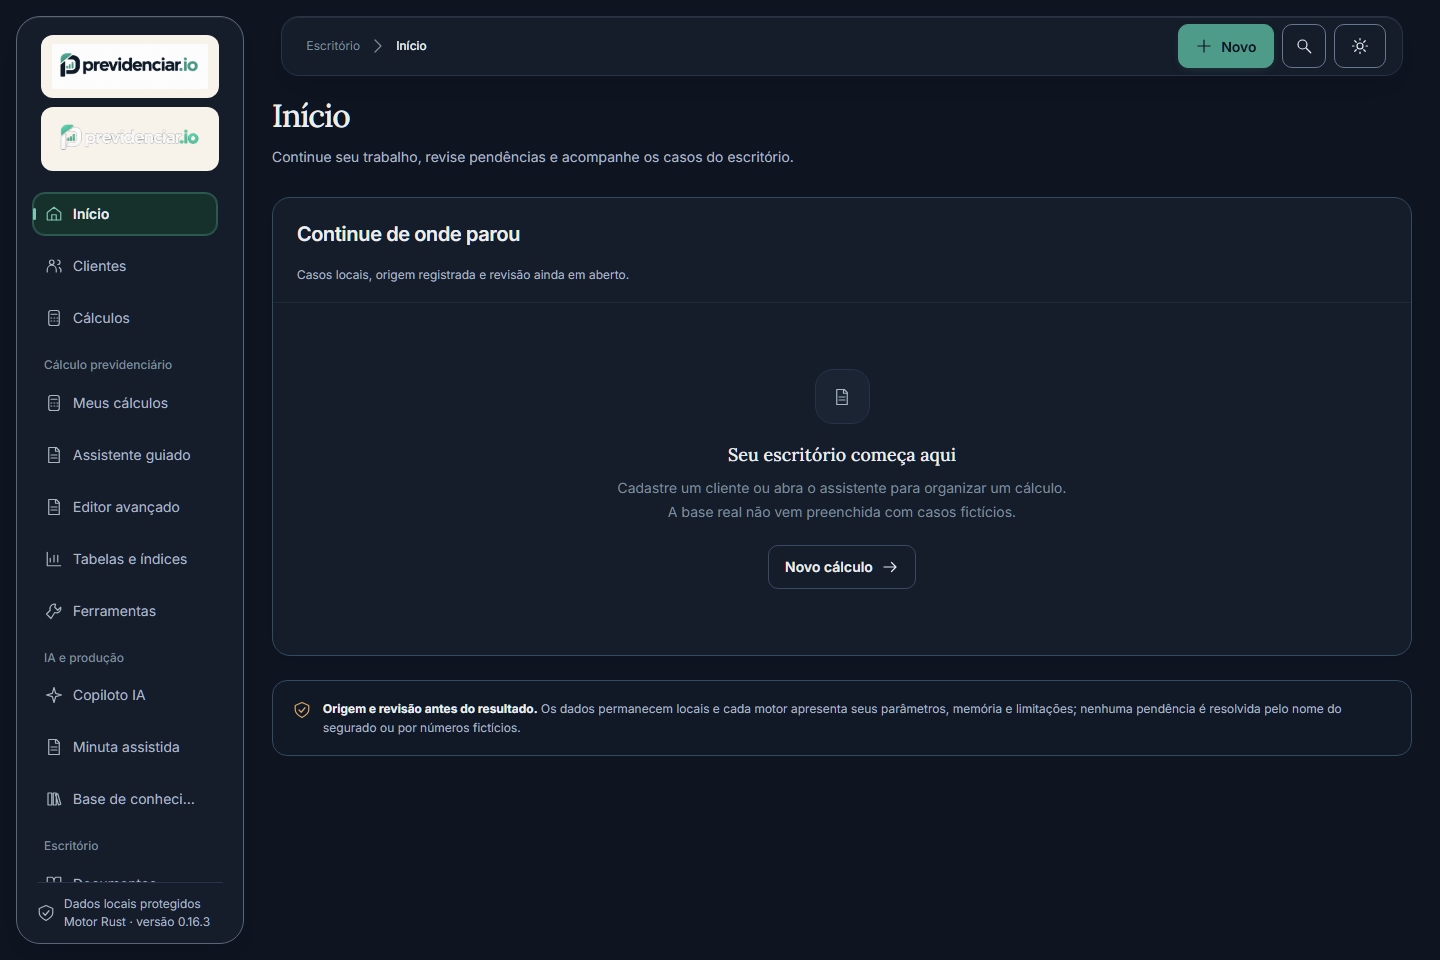 previdenciar.io
previdenciar.io
Início
Clientes
Cálculos
Cálculo previdenciário
Meus cálculos
Assistente guiado
Editor avançado
Tabelas e índices
Ferramentas
IA e produção
Copiloto IA
Minuta assistida
Base de conheci...
Escritório
Documentos
Dados locais protegidos
Motor Rust · versão 0.16.3
Escritório Início
Novo
Início
Continue seu trabalho, revise pendências e acompanhe os casos do escritório.
Continue de onde parou
Casos locais, origem registrada e revisão ainda em aberto.
Seu escritório começa aqui
Cadastre um cliente ou abra o assistente para organizar um cálculo.
A base real não vem preenchida com casos fictícios.
Novo cálculo
Origem e revisão antes do resultado. Os dados permanecem locais e cada motor apresenta seus parâmetros, memória e limitações; nenhuma pendência é resolvida pelo nome do
segurado ou por números fictícios.